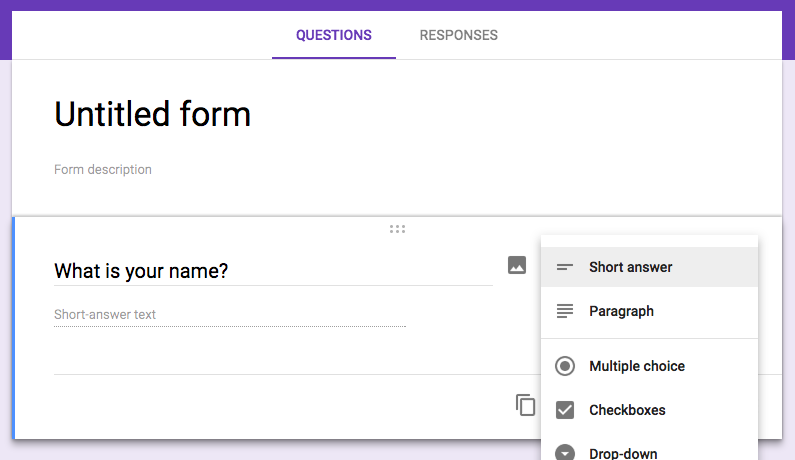 QUESTIONS RESPONSES
Untitled form
Form description
What is your name?
Short-answer text
Short answer
Paragraph
Multiple choice
Checkboxes
Drop-down